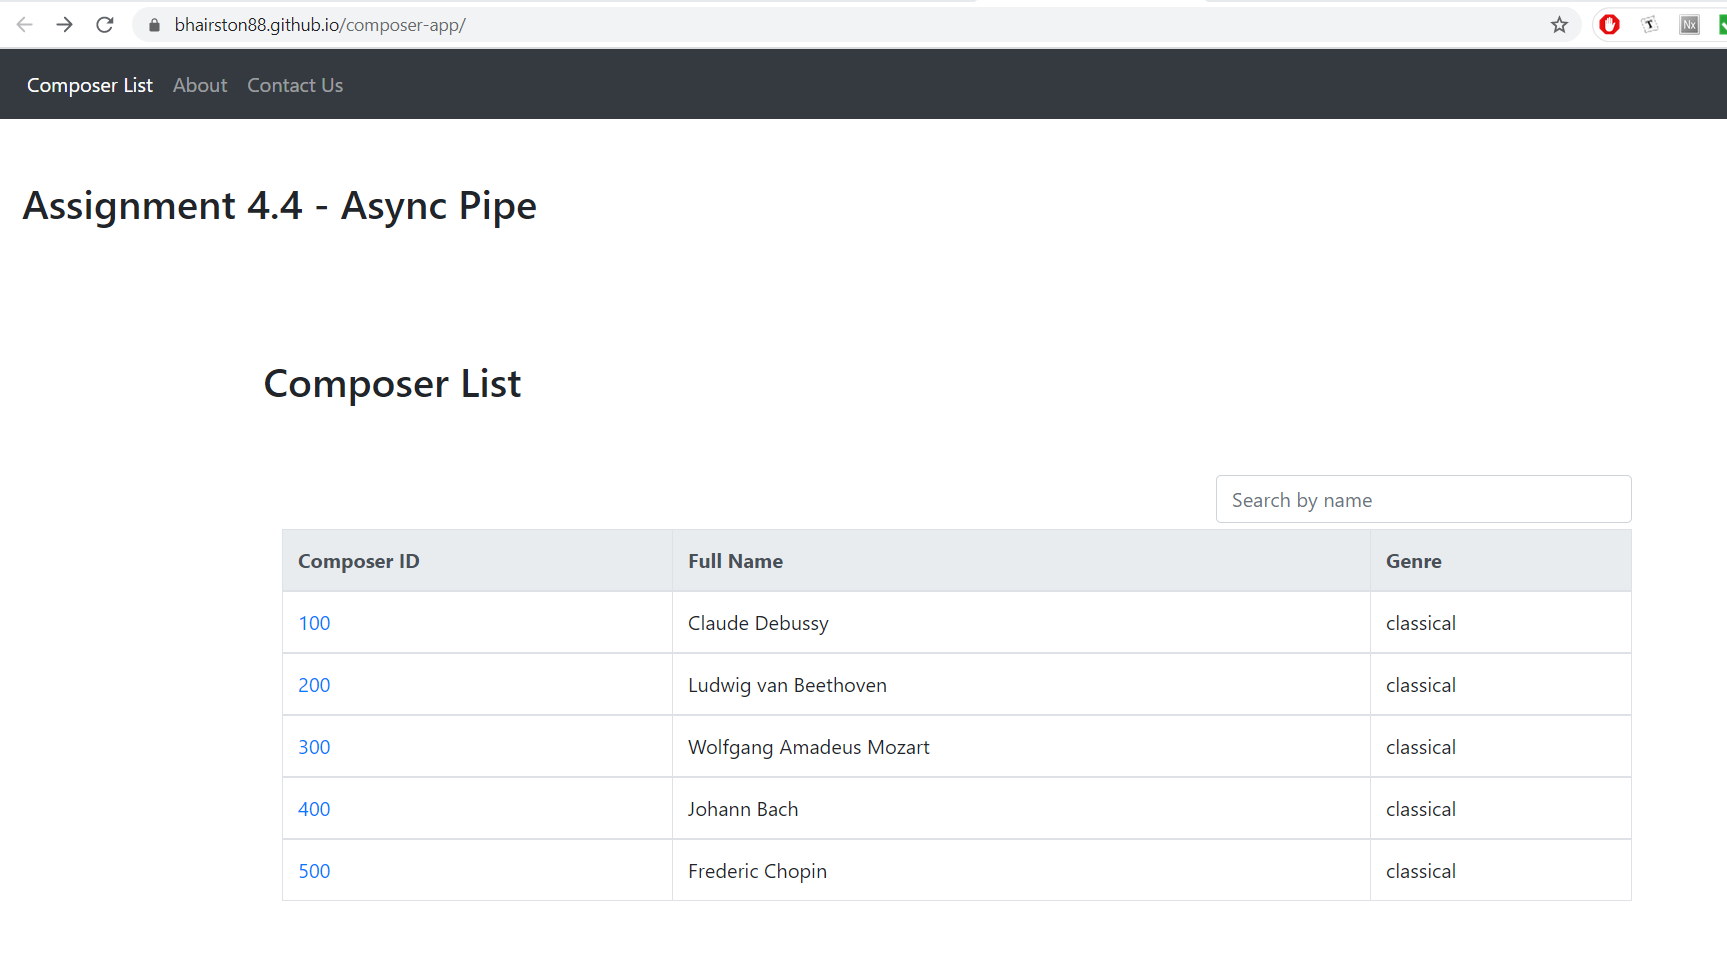 bhairston88.github.io/composer-app/
T Nx
Composer List About Contact Us
Assignment 4.4 - Async Pipe
Composer List
Search by name
Composer ID Full Name Genre
100 Claude Debussy classical
200 Ludwig van Beethoven classical
300 Wolfgang Amadeus Mozart classical
400 Johann Bach classical
500 Frederic Chopin classical